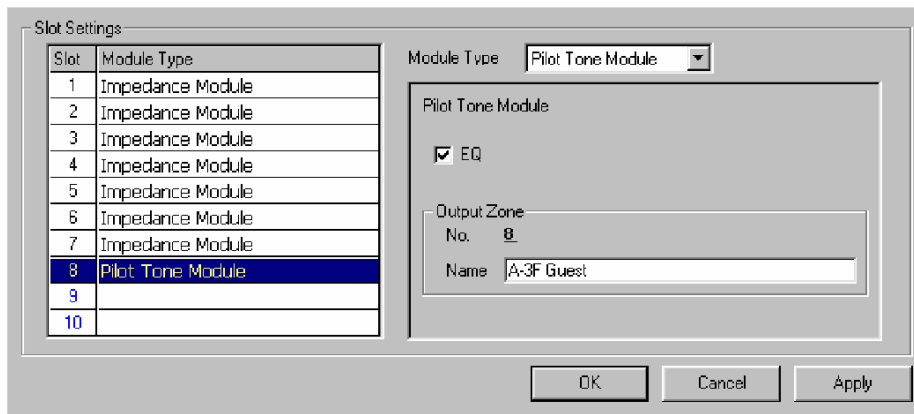 Slot Settings
Slot Module Type
1 Impedance Module
2 Impedance Module
3 Impedance Module
4 Impedance Module
5 Impedance Module
6 Impedance Module
7 Impedance Module
8 Pilot Tone Module
9
10
Module Type Pilot Tone Module
Pilot Tone Module
EQ
Output Zone
No. 8
Name A-3F Guest
OK Cancel Apply